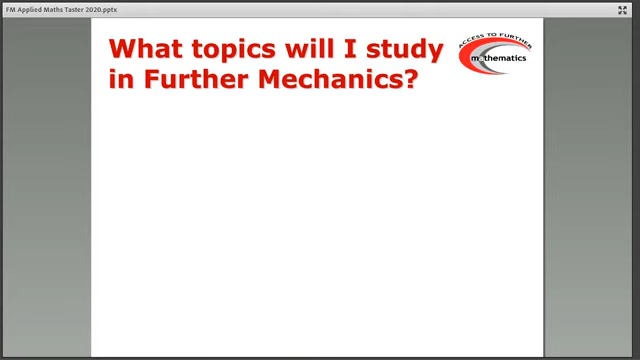 FM Applied Maths Taster 2020.pptx
What topics will I study
in Further Mechanics?
ACCESS TO FURTHER
mathematics